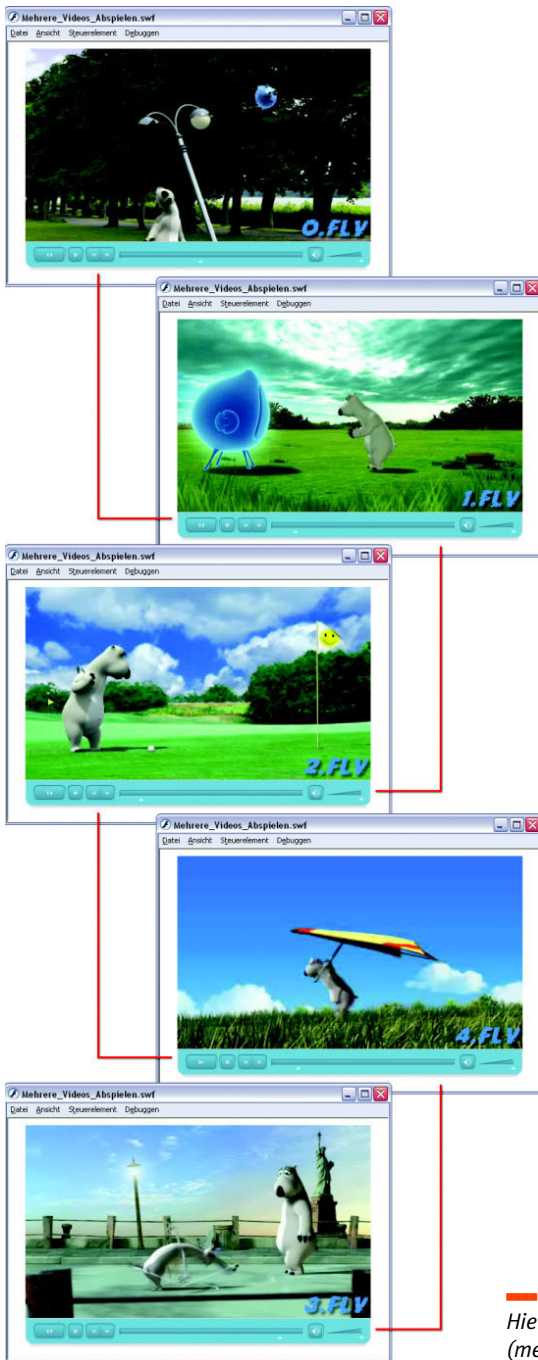 Mehrere_Videos_Abspielen.swf
Datei Ansicht Steuerelement Debuggen
0.FLV
Mehrere_Videos_Abspielen.swf
Datei Ansicht Steuerelement Debuggen
1.FLV
Mehrere_Videos_Abspielen.swf
Datei Ansicht Steuerelement Debuggen
2.FLV
Mehrere_Videos_Abspielen.swf
Datei Ansicht Steuerelement Debuggen
4.FLV
Mehrere_Videos_Abspielen.swf
Datei Ansicht Steuerelement Debuggen
3.FLV
Hie
(me